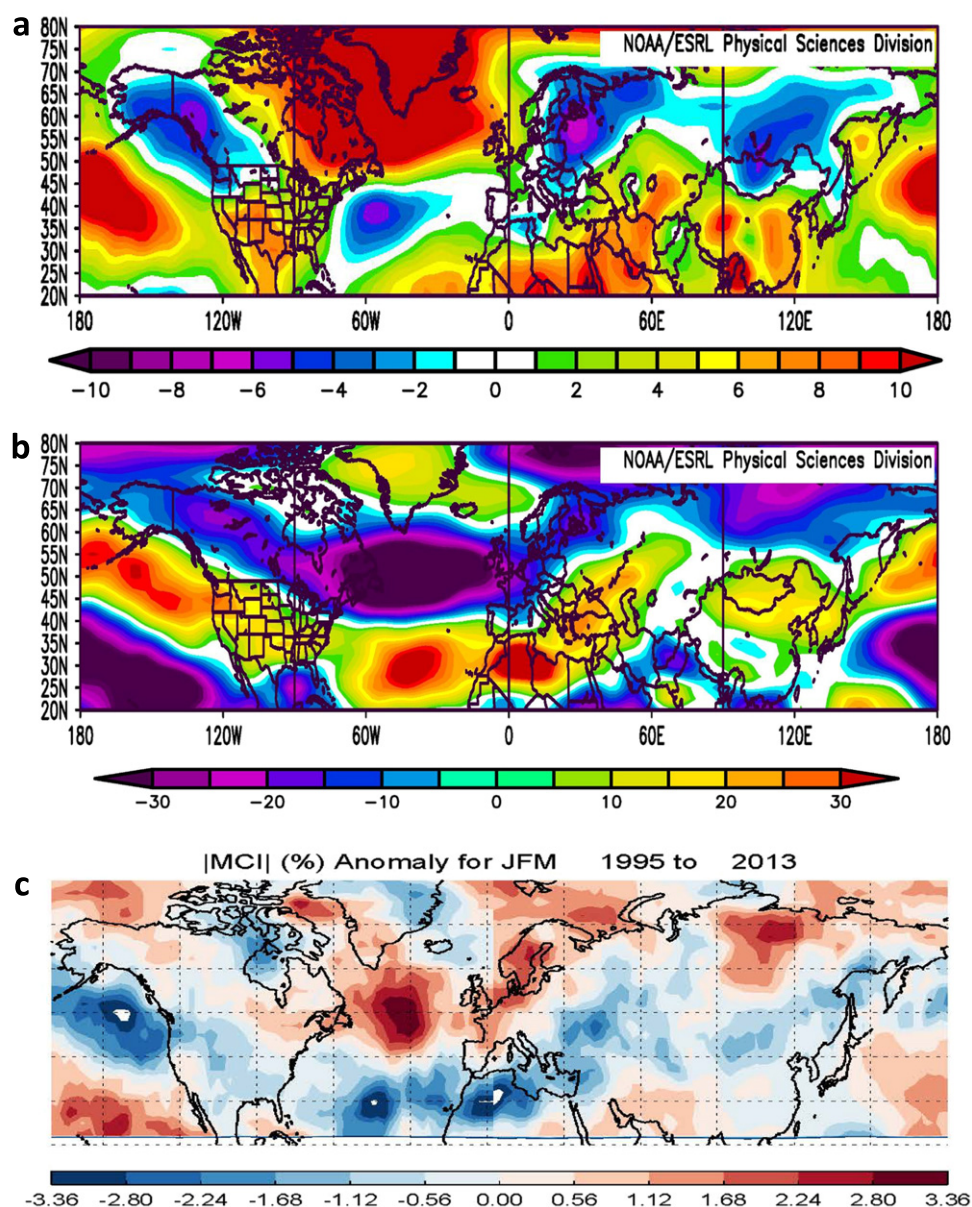 a
80N
75N
70N
65N
60N
55N
50N
45N
40N
35N
30N
25N
20N
NOAA/ESRL Physical Sciences Division
180 120W 60W 0 60E 120E 180
-10 -8 -6 -4 -2 0 2 4 6 8 10
b
80N
75N
70N
65N
60N
55N
50N
45N
40N
35N
30N
25N
20N
NOAA/ESRL Physical Sciences Division
180 120W 60W 0 60E 120E 180
-30 -20 -10 0 10 20 30
|MCI| (%) Anomaly for JFM 1995 to 2013
c
-3.36 -2.80 -2.24 -1.68 -1.12 -0.56 0.00 0.56 1.12 1.68 2.24 2.80 3.36